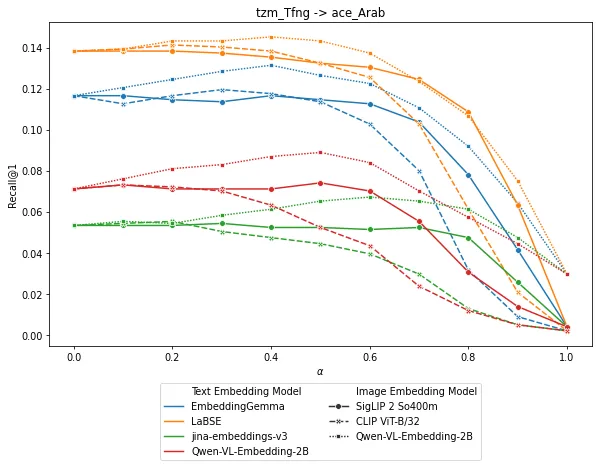 tzm_Tfng -> ace_Arab
Recall@1
0.14
0.12
0.10
0.08
0.06
0.04
0.02
0.00
0.0 0.2 0.4 0.6 0.8 1.0
α
Text Embedding Model Image Embedding Model
EmbeddingGemma SigLIP 2 So400m
LaBSE CLIP ViT-B/32
jina-embeddings-v3 Qwen-VL-Embedding-2B
Qwen-VL-Embedding-2B